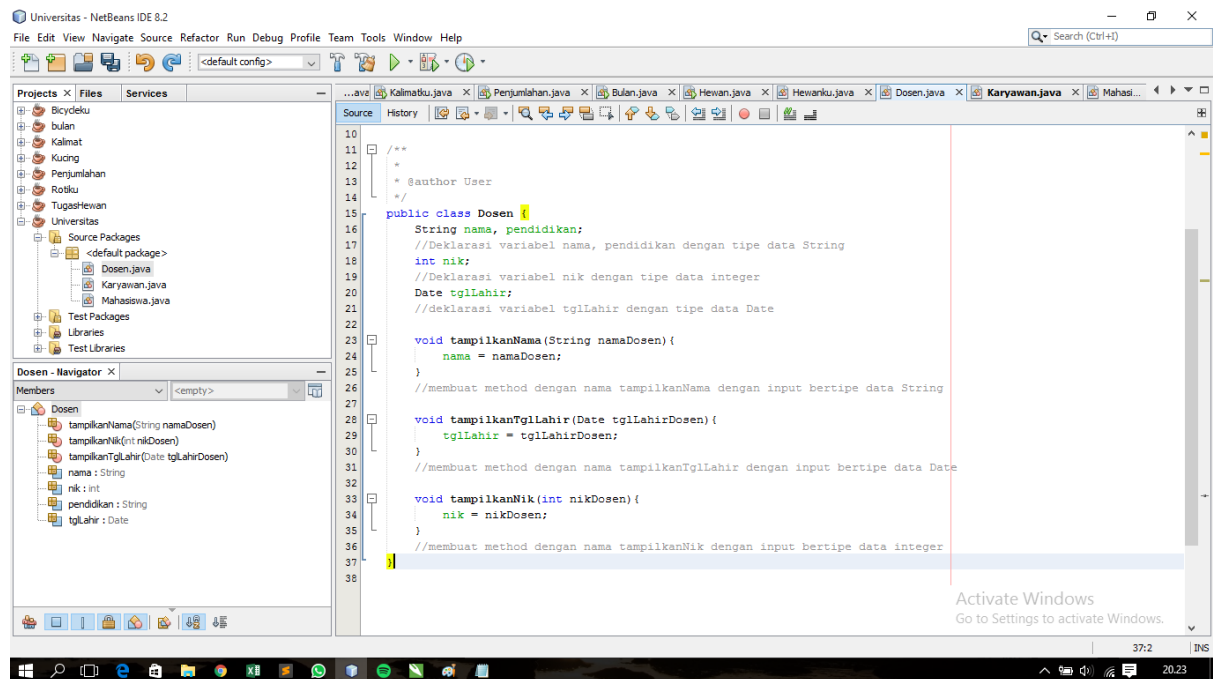 Universitas - NetBeans IDE 8.2
File Edit View Navigate Source Refactor Run Debug Profile Team Tools Window Help
Search (Ctrl+I)
<default config>
Projects Files Services
...ava Kalimatku.java Penjumlahan.java Bulan.java Hewan.java Hewanku.java Dosen.java Karyawan.java Mahasi...
Source History
Bicycleku
bulan
Kalimat
Kucing
Penjumlahan
Rotiku
TugasHewan
Universitas
Source Packages
<default package>
Dosen.java
Karyawan.java
Mahasiswa.java
Test Packages
Libraries
Test Libraries
Dosen - Navigator
Members <empty>
Dosen
tampilkanNama(String namaDosen)
tampilkanNik(int nikDosen)
tampilkanTglLahir(Date tglLahirDosen)
nama : String
nik : int
pendidikan : String
tglLahir : Date
10
11 /**
12 *
13 * @author User
14 */
15 public class Dosen {
16 String nama, pendidikan;
17 //Deklarasi variabel nama, pendidikan dengan tipe data String
18 int nik;
19 //Deklarasi variabel nik dengan tipe data integer
20 Date tglLahir;
21 //deklarasi variabel tglLahir dengan tipe data Date
22
23 void tampilkanNama(String namaDosen){
24 nama = namaDosen;
25 }
26 //membuat method dengan nama tampilkanNama dengan input bertipe data String
27
28 void tampilkanTglLahir(Date tglLahirDosen){
29 tglLahir = tglLahirDosen;
30 }
31 //membuat method dengan nama tampilkanTglLahir dengan input bertipe data Date
32
33 void tampilkanNik(int nikDosen){
34 nik = nikDosen;
35 }
36 //membuat method dengan nama tampilkanNik dengan input bertipe data integer
37 }
38
Activate Windows
Go to Settings to activate Windows.
37:2 INS
20.23